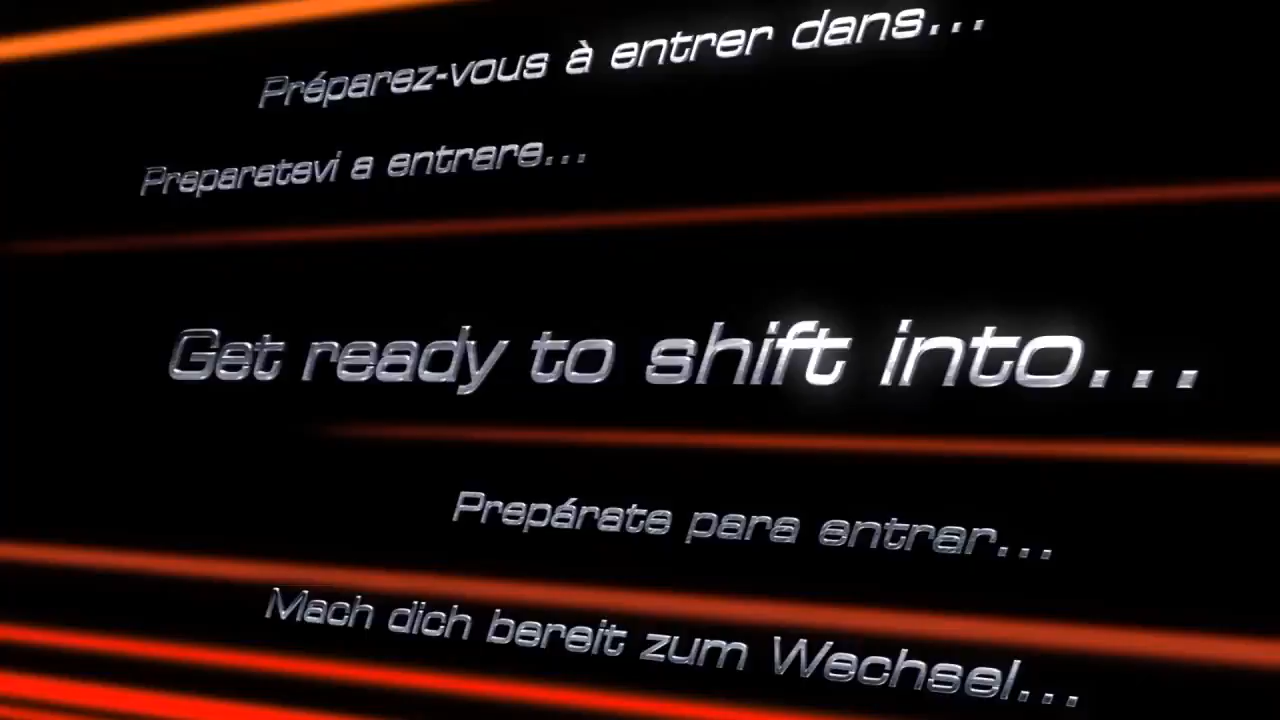 Préparez-vous à entrer dans...
Preparatevi a entrare...
Get ready to shift into...
Prepárate para entrar...
Mach dich bereit zum Wechsel...